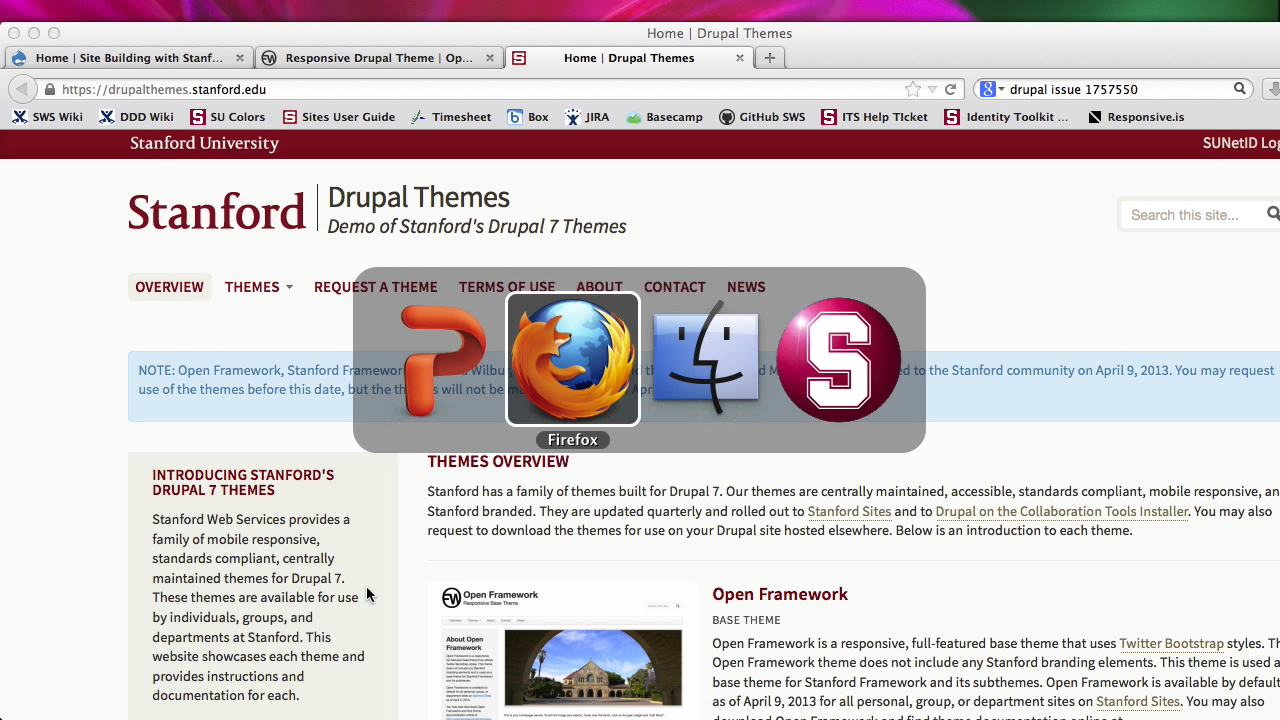 Home | Drupal Themes
Home | Site Building with Stanf...
Responsive Drupal Theme | Op...
Home | Drupal Themes
https://drupalthemes.stanford.edu
drupal issue 1757550
SWS Wiki
DDD Wiki
SU Colors
Sites User Guide
Timesheet
Box
JIRA
Basecamp
GitHub SWS
ITS Help TIcket
Identity Toolkit ...
Responsive.is
Stanford University
SUNetID Log
Stanford
Drupal Themes
Demo of Stanford's Drupal 7 Themes
Search this site...
OVERVIEW
THEMES
REQUEST A THEME
TERMS OF USE
ABOUT
CONTACT
NEWS
NOTE: Open Framework, Stanford Framewor Wilbu to the Stanford community on April 9, 2013. You may request
use of the themes before this date, but the will not be
Firefox
INTRODUCING STANFORD'S
DRUPAL 7 THEMES
Stanford Web Services provides a
family of mobile responsive,
standards compliant, centrally
maintained themes for Drupal 7.
These themes are available for use
by individuals, groups, and
departments at Stanford. This
website showcases each theme and
provides instructions and
documentation for each.
THEMES OVERVIEW
Stanford has a family of themes built for Drupal 7. Our themes are centrally maintained, accessible, standards compliant, mobile responsive, an
Stanford branded. They are updated quarterly and rolled out to Stanford Sites and to Drupal on the Collaboration Tools Installer. You may also
request to download the themes for use on your Drupal site hosted elsewhere. Below is an introduction to each theme.
Open Framework
Responsive Base Theme
About Open
Framework
Open Framework
BASE THEME
Open Framework is a responsive, full-featured base theme that uses Twitter Bootstrap styles. Th
Open Framework theme does not include any Stanford branding elements. A theme is used a
base theme for Stanford Framework and its subthemes. Open Framework is available by default
as of April 9, 2013 for all personal, group, or department sites on Stanford Sites. You may also